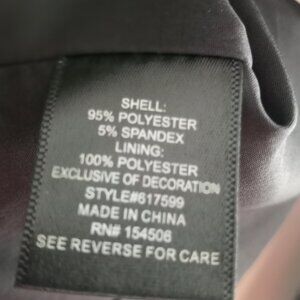 SHELL:
95% POLYESTER
5% SPANDEX
LINING:
100% POLYESTER
EXCLUSIVE OF DECORATION
STYLE#617599
MADE IN CHINA
RN# 154506
SEE REVERSE FOR CARE